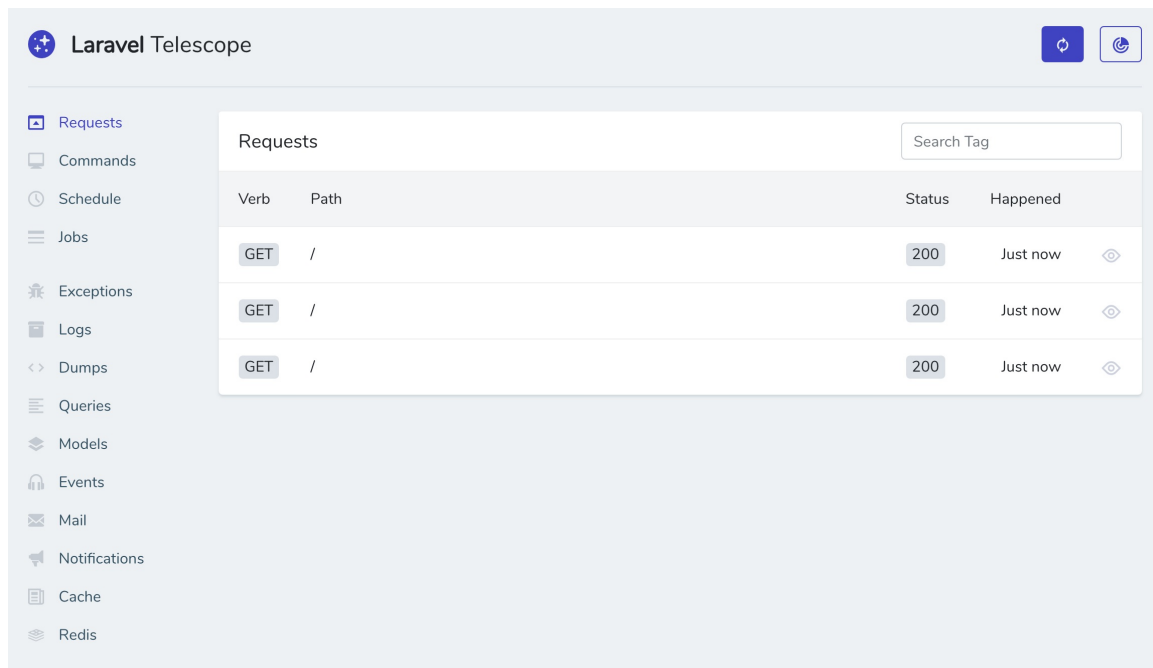 Laravel Telescope
Requests
Commands
Schedule
Jobs
Exceptions
Logs
Dumps
Queries
Models
Events
Mail
Notifications
Cache
Redis
Requests
Search Tag
Verb Path Status Happened
GET / 200 Just now
GET / 200 Just now
GET / 200 Just now